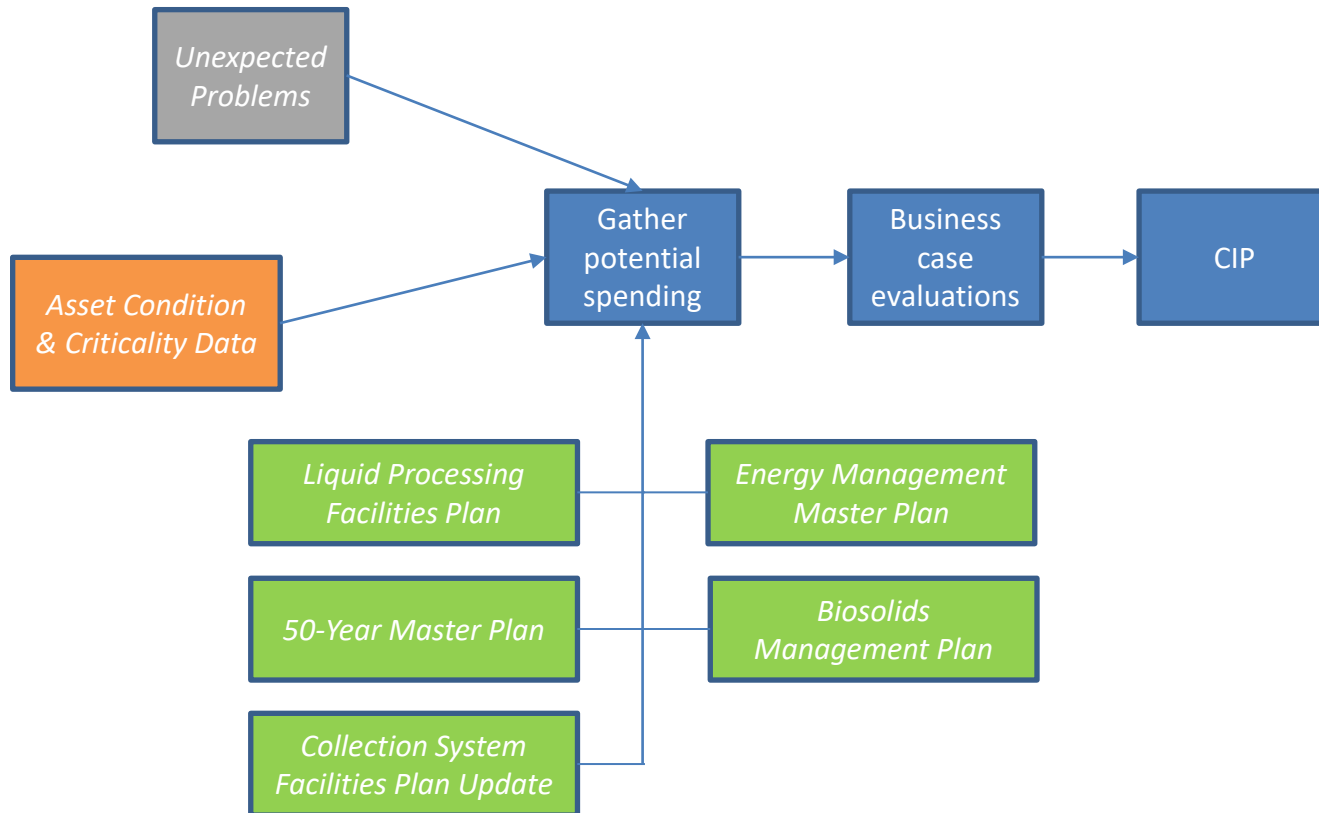 Unexpected
Problems
Gather
potential
spending
Business
case
evaluations
CIP
Asset Condition
& Criticality Data
Liquid Processing
Facilities Plan
Energy Management
Master Plan
50-Year Master Plan
Biosolids
Management Plan
Collection System
Facilities Plan Update